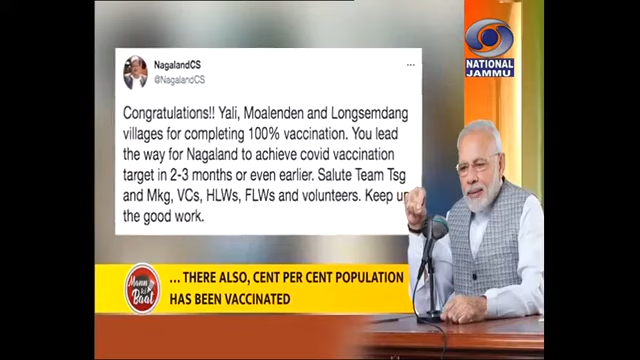 NATIONAL
JAMMU
NagalandCS
@NagalandCS
...
Congratulations!! Yali, Moalenden and Longsemdang
villages for completing 100% vaccination. You lead
the way for Nagaland to achieve covid vaccination
target in 2-3 months or even earlier. Salute Team Tsg
and Mkg, VCs, HLWs, FLWs and volunteers. Keep up
the good work.
Mann की Baat
... THERE ALSO, CENT PER CENT POPULATION
HAS BEEN VACCINATED